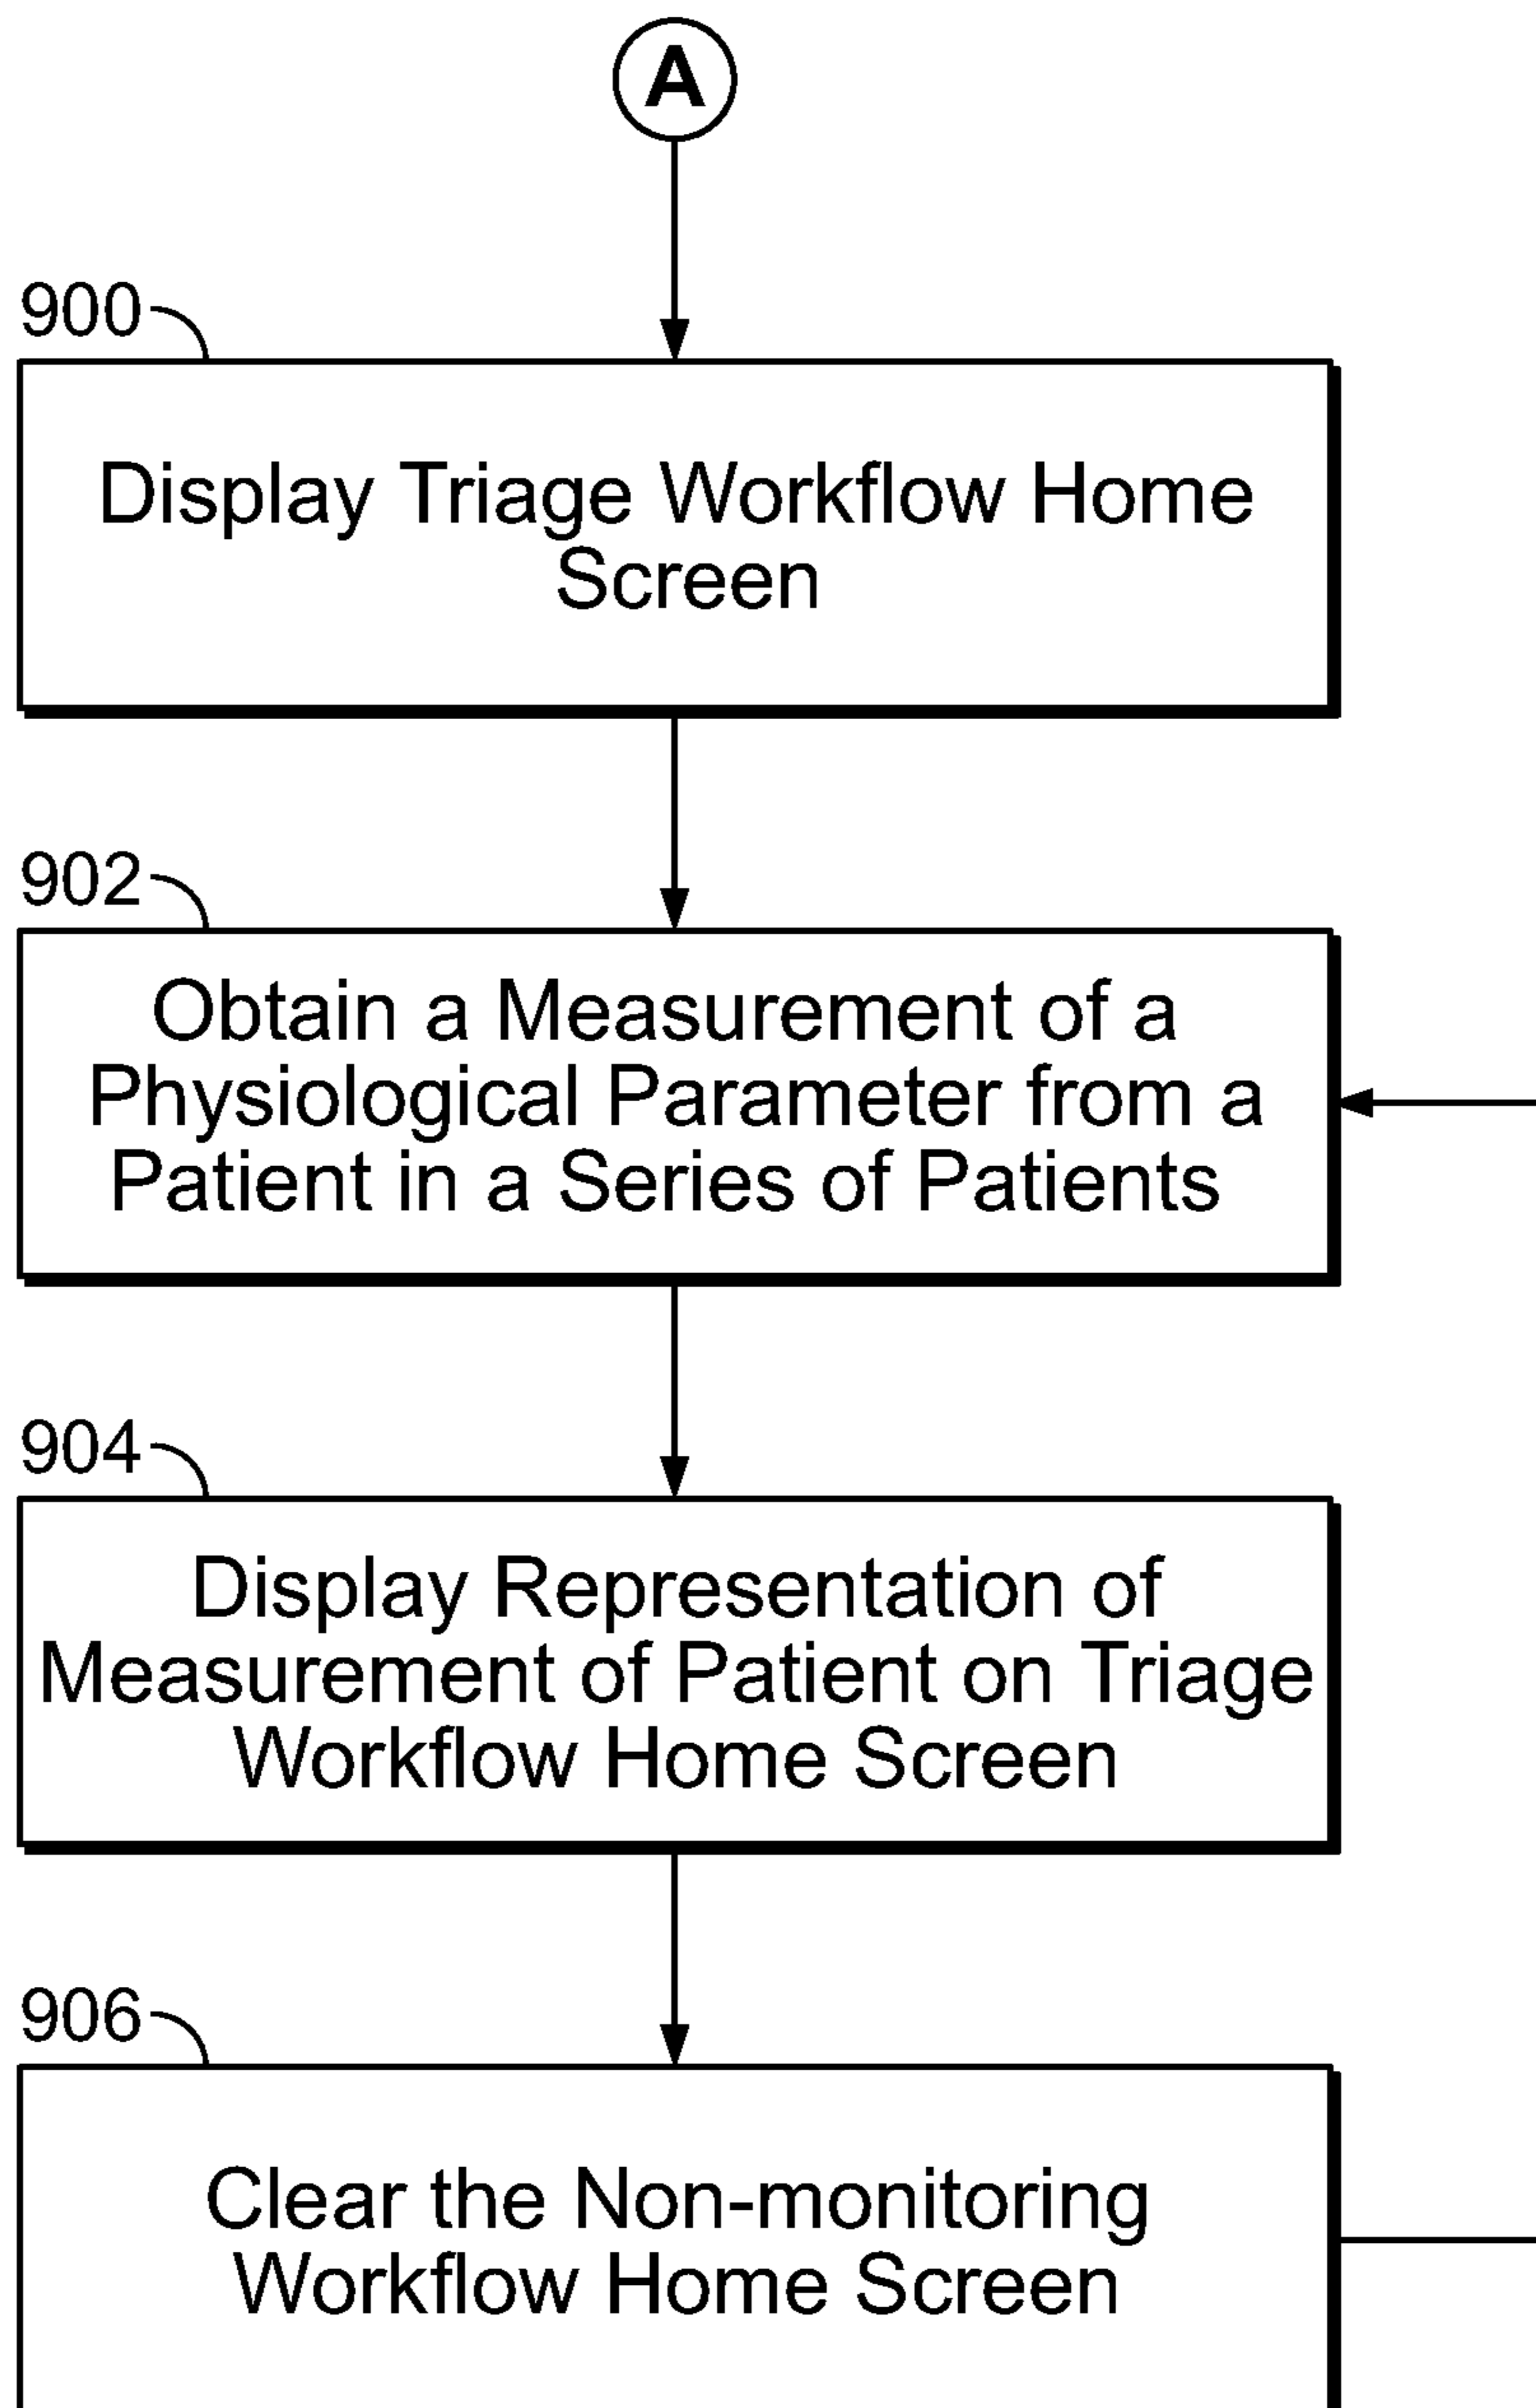 A
900
Display Triage Workflow Home
Screen
902
Obtain a Measurement of a
Physiological Parameter from a
Patient in a Series of Patients
904
Display Representation of
Measurement of Patient on Triage
Workflow Home Screen
906
Clear the Non-monitoring
Workflow Home Screen